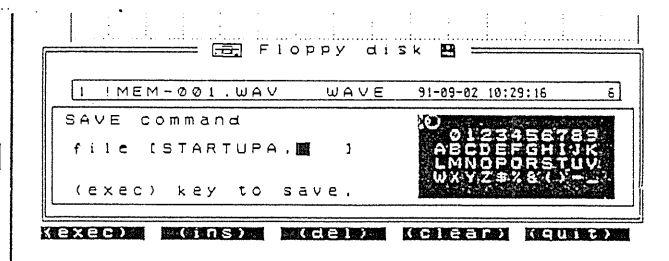 Floppy disk
1 !MEM-001.WAV WAVE 91-09-02 10:29:16 6
SAVE command
file [STARTUPA. ]
(exec) key to save.
0123456789
ABCDEFGHIJK
LMNOPQRSTUV
WXYZ$%&()-_
(exec) (ins) (del) (clear) (quit)